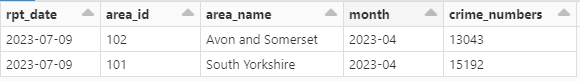 rpt_date area_id area_name month crime_numbers
2023-07-09 102 Avon and Somerset 2023-04 13043
2023-07-09 101 South Yorkshire 2023-04 15192